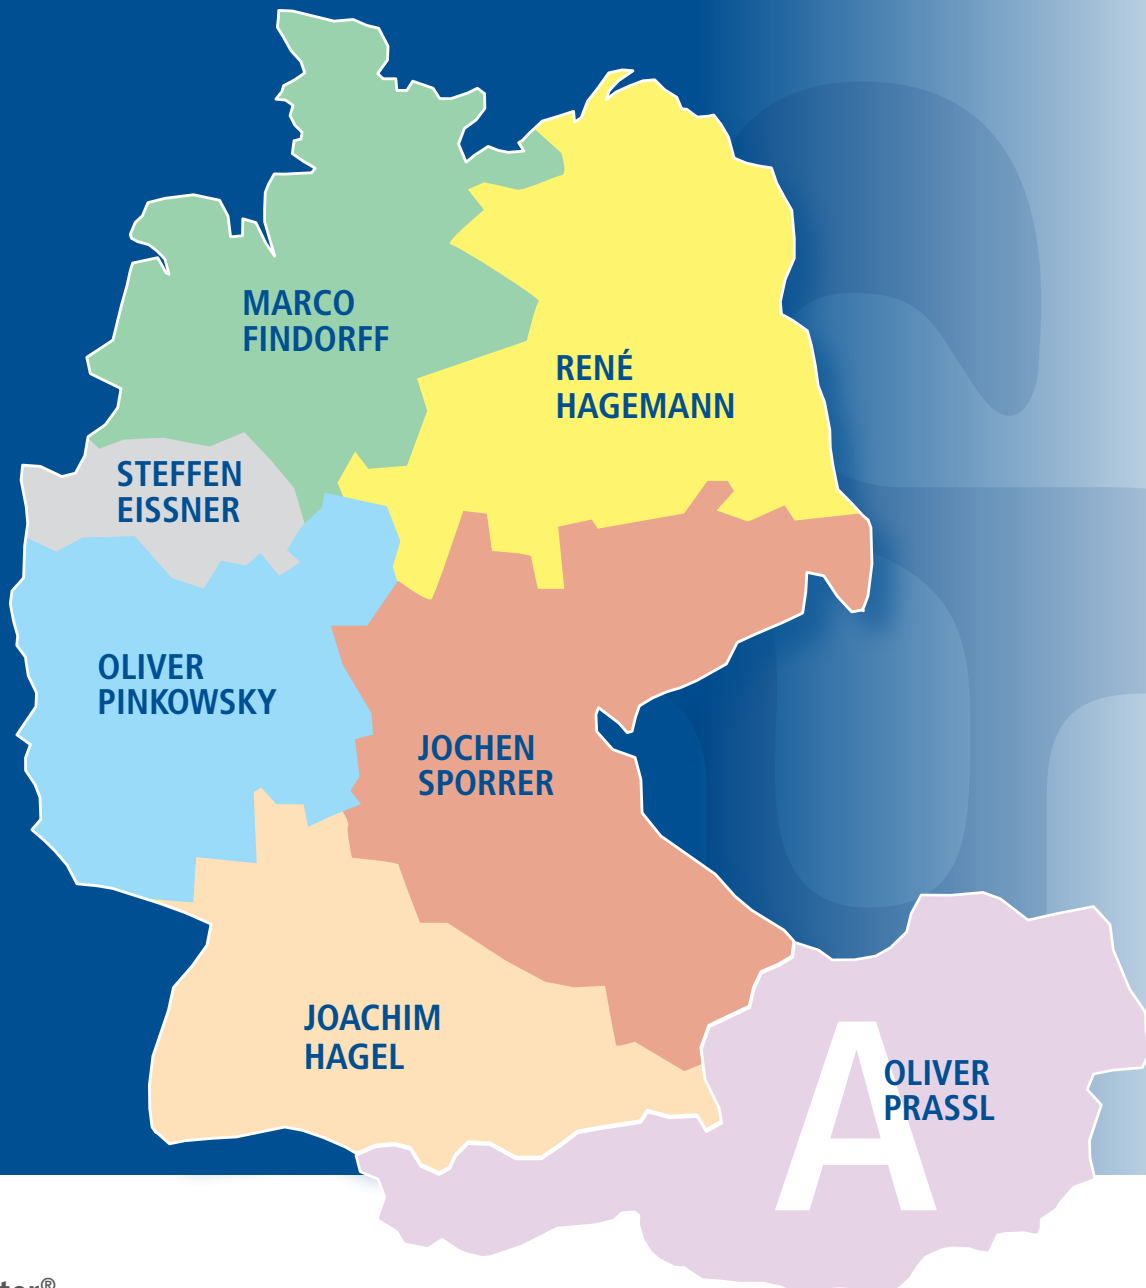 MARCO
FINDORFF
RENÉ
HAGEMANN
STEFFEN
EISSNER
OLIVER
PINKOWSKY
JOCHEN
SPORRER
JOACHIM
HAGEL
A
OLIVER
PRASSL